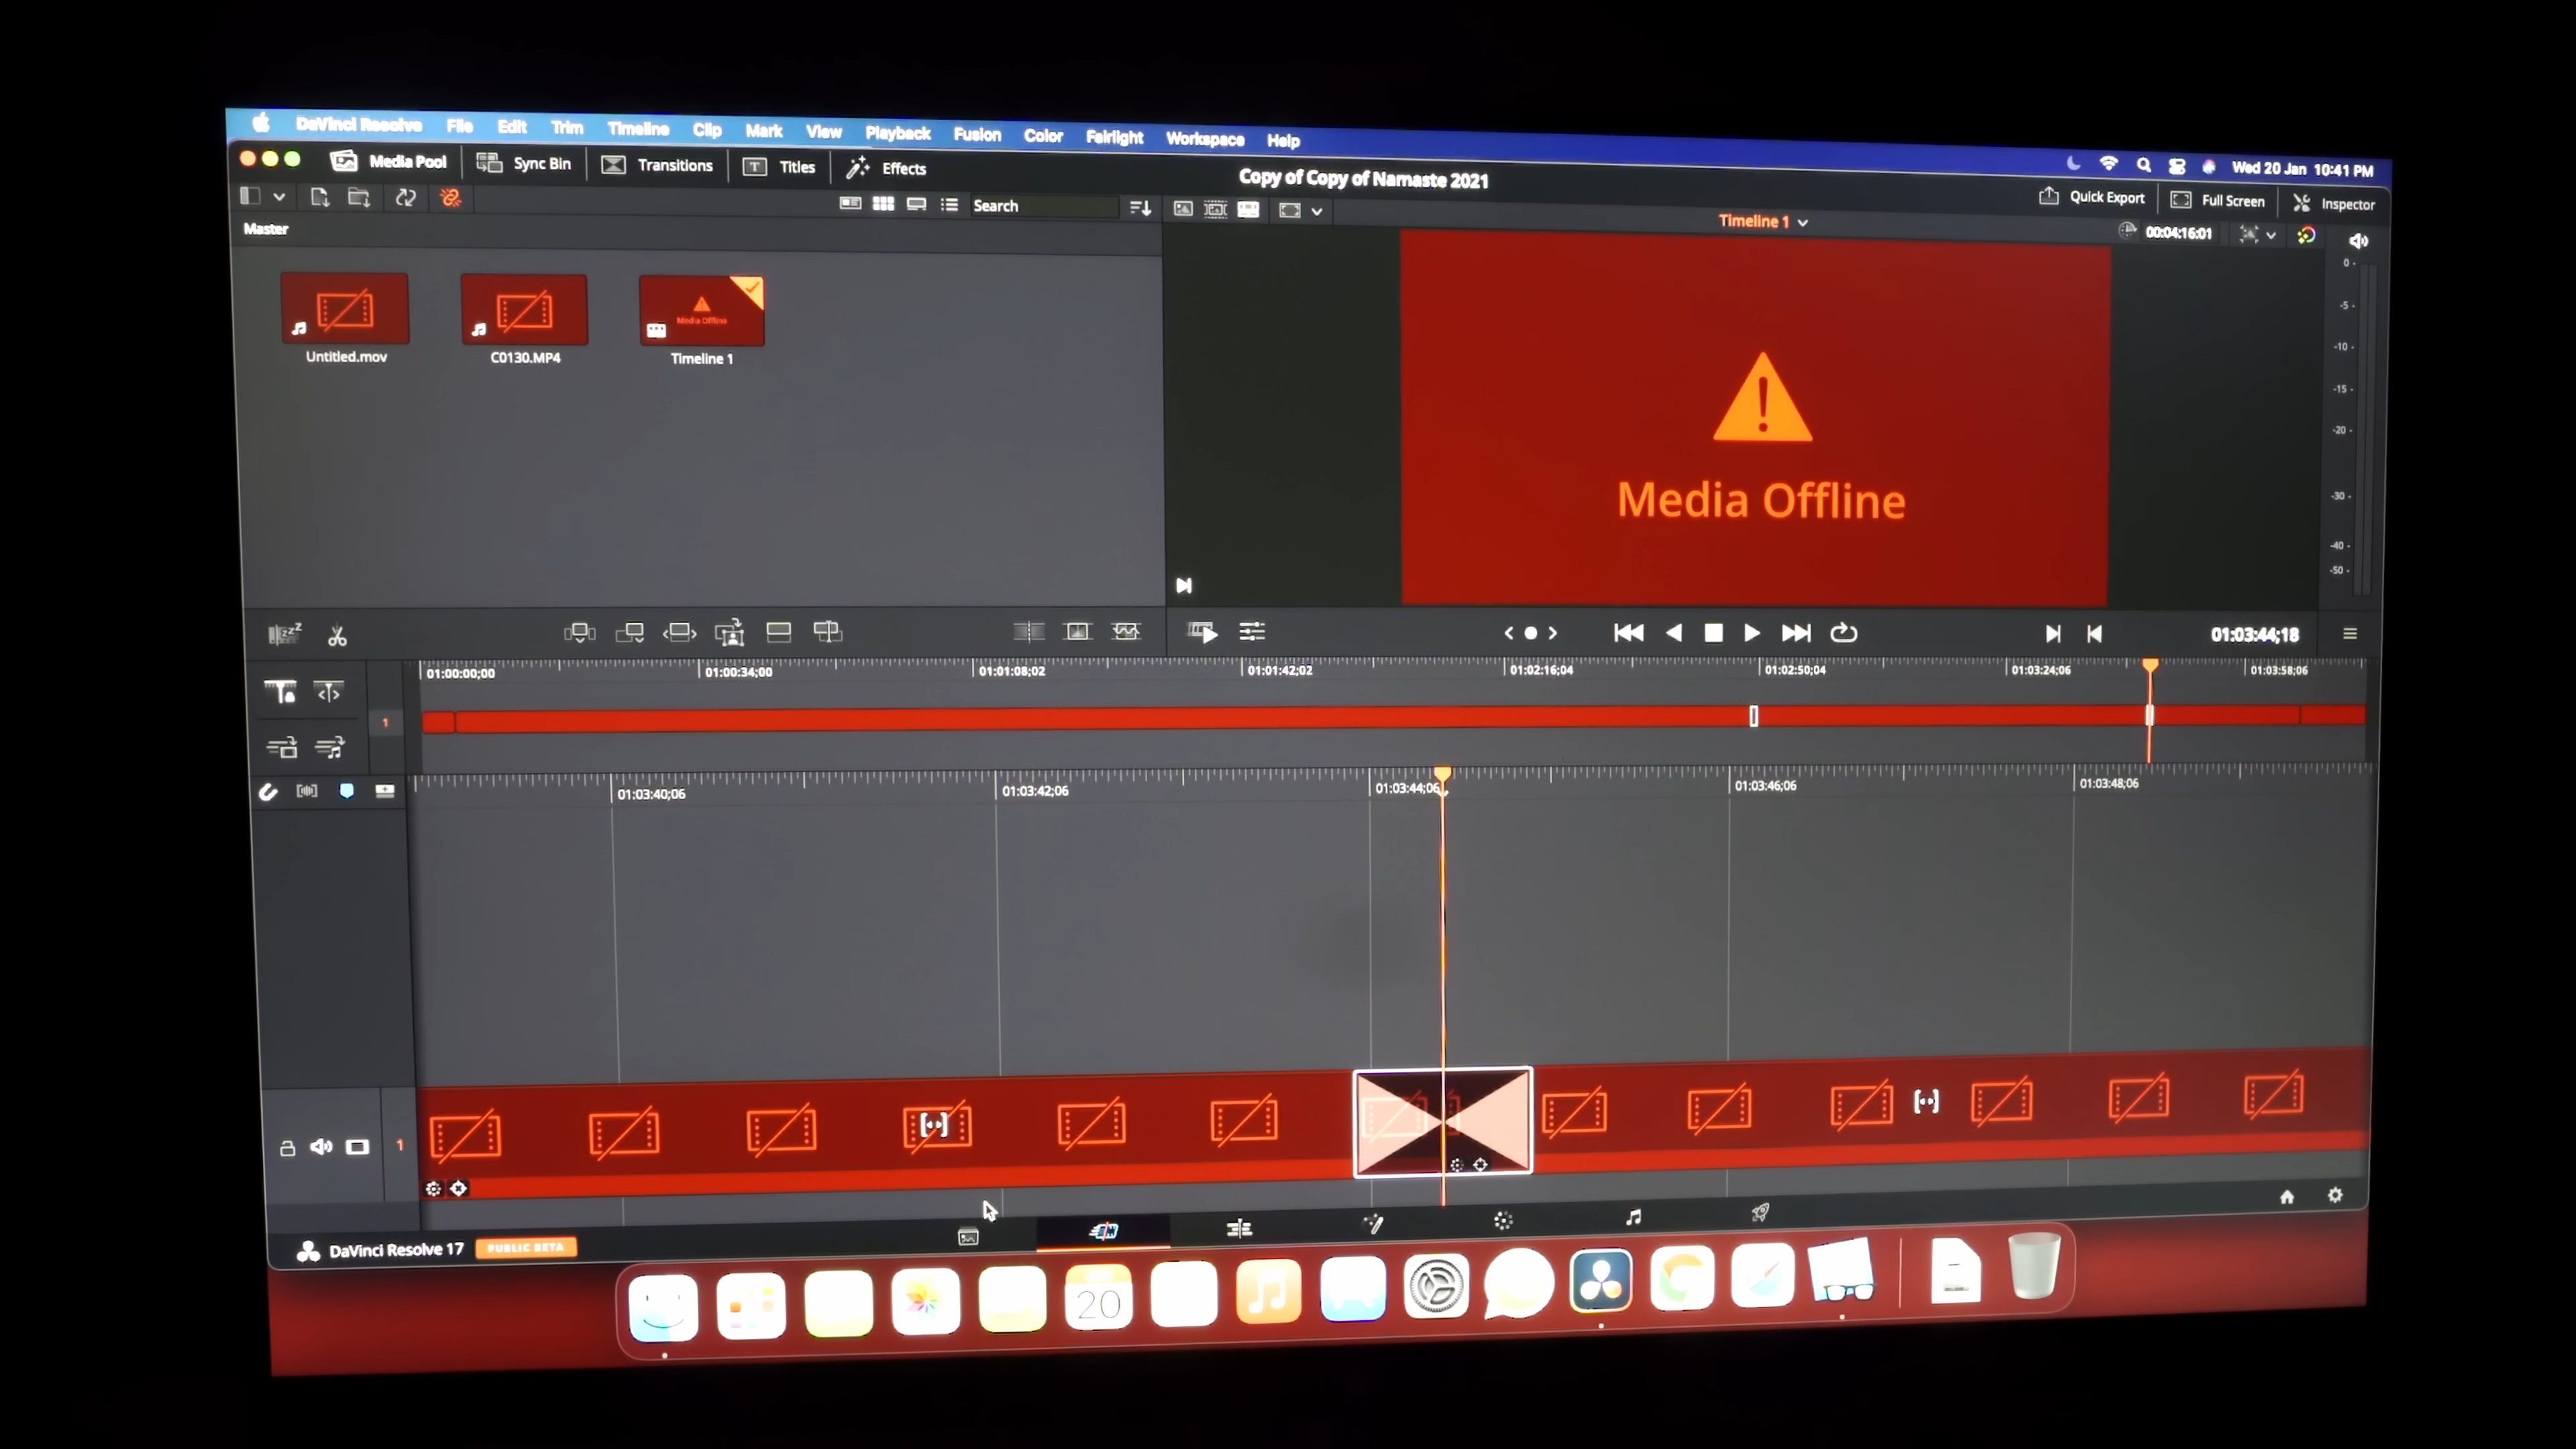 DaVinci Resolve File Edit Trim Timeline Clip Mark View Playback Fusion Color Fairlight Workspace Help
Wed 20 Jan 10:41 PM
Media Pool Sync Bin Transitions Titles Effects
Copy of Copy of Namaste 2021
Quick Export Full Screen Inspector
Search
Timeline 1
00:04:16:01
Master
Media Offline
Untitled.mov C0130.MP4 Timeline 1
Media Offline
0 -
-5 -
-10 -
-15 -
-20 -
-30 -
-40 -
-50 -
01:03:44;18
01:00:00;00 01:00:34;00 01:01:08;02 01:01:42;02 01:02:16;04 01:02:50;04 01:03:24;06 01:03:58;06
1
01:03:40;06 01:03:42;06 01:03:44;06 01:03:46;06 01:03:48;06
1
DaVinci Resolve 17 PUBLIC BETA
20